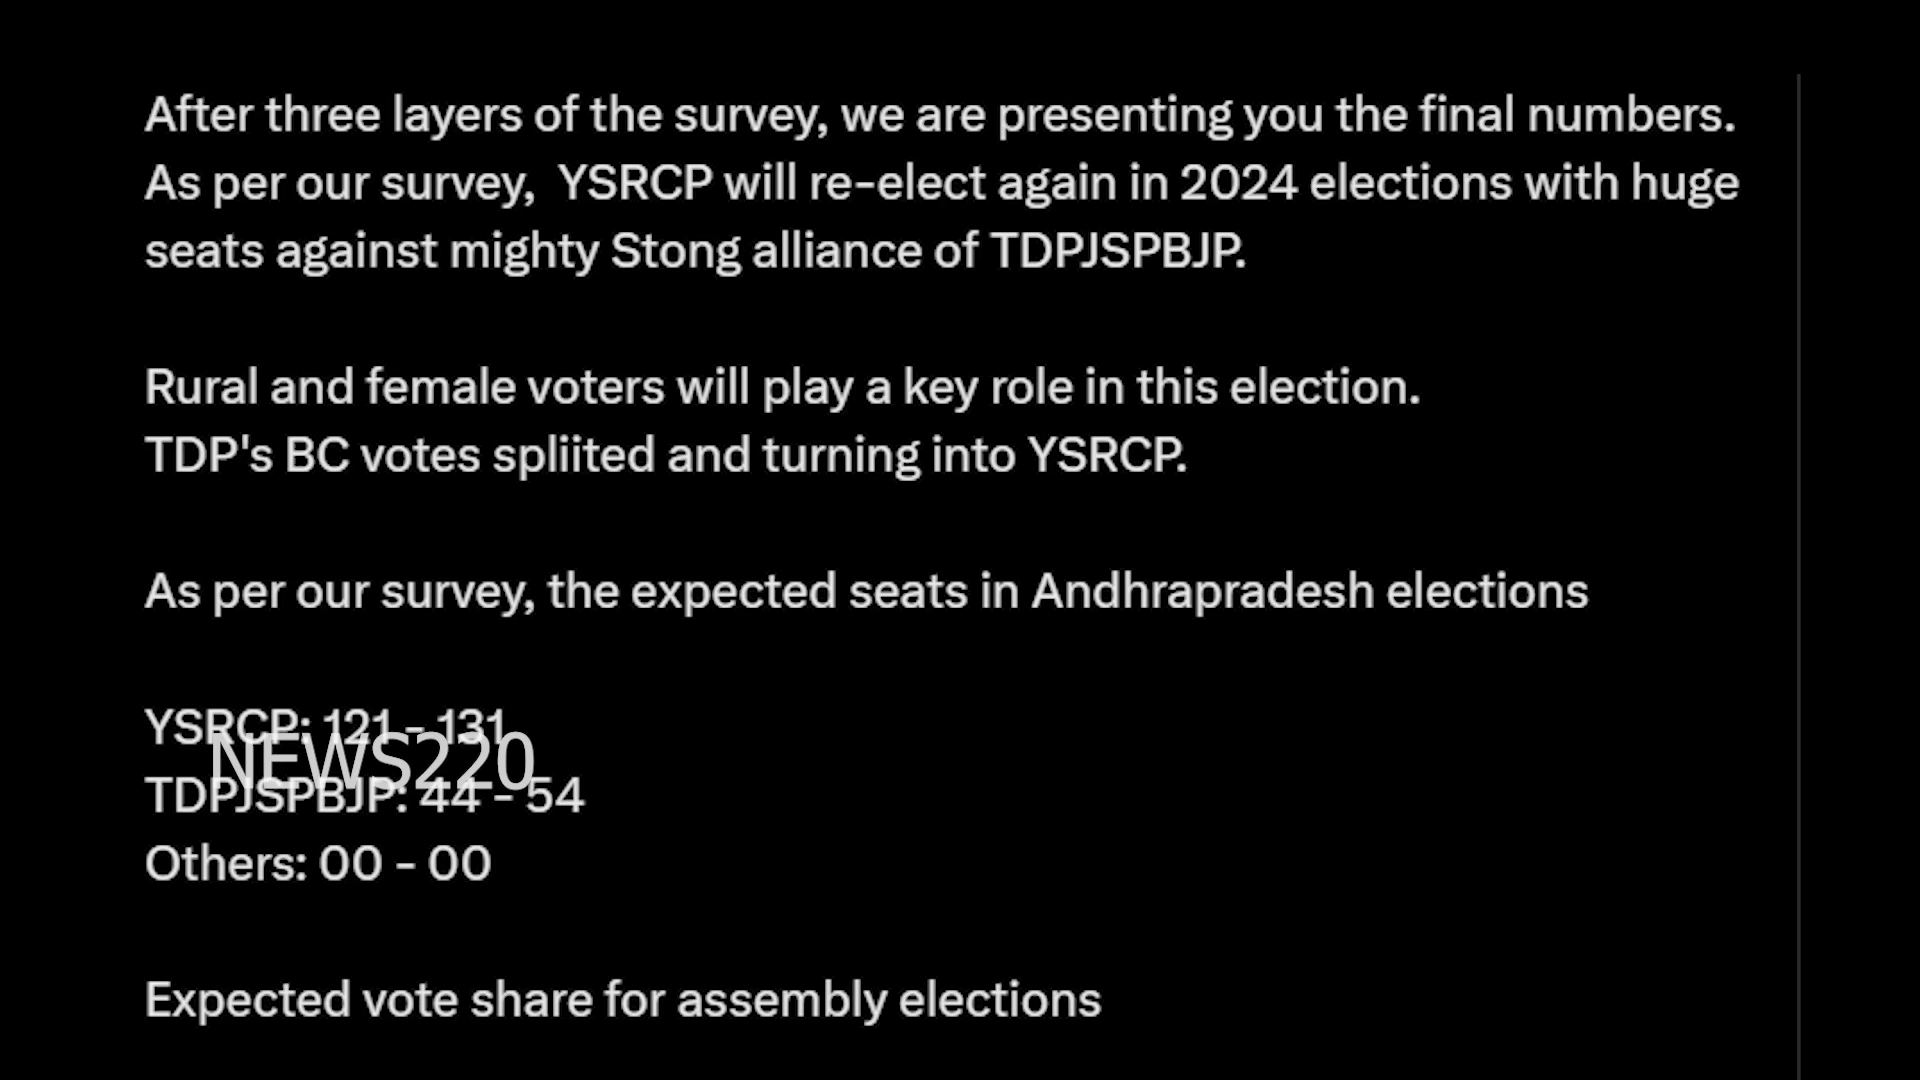 After three layers of the survey, we are presenting you the final numbers.
As per our survey,  YSRCP will re-elect again in 2024 elections with huge
seats against mighty Stong alliance of TDPJSPBJP.
Rural and female voters will play a key role in this election.
TDP's BC votes spliited and turning into YSRCP.
As per our survey, the expected seats in Andhrapradesh elections
YSRCP: 121 - 131
NEWS220
TDPJSPBJP: 44 - 54
Others: 00 - 00
Expected vote share for assembly elections